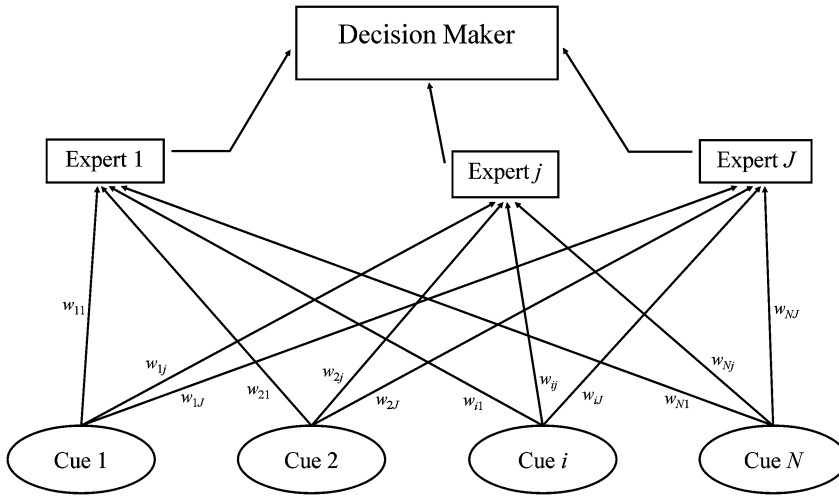 Decision Maker
Expert 1
Expert j
Expert J
w11
w1j
w1J
w21
w2j
w2J
wi1
wij
wiJ
wN1
wNj
wNJ
Cue 1
Cue 2
Cue i
Cue N